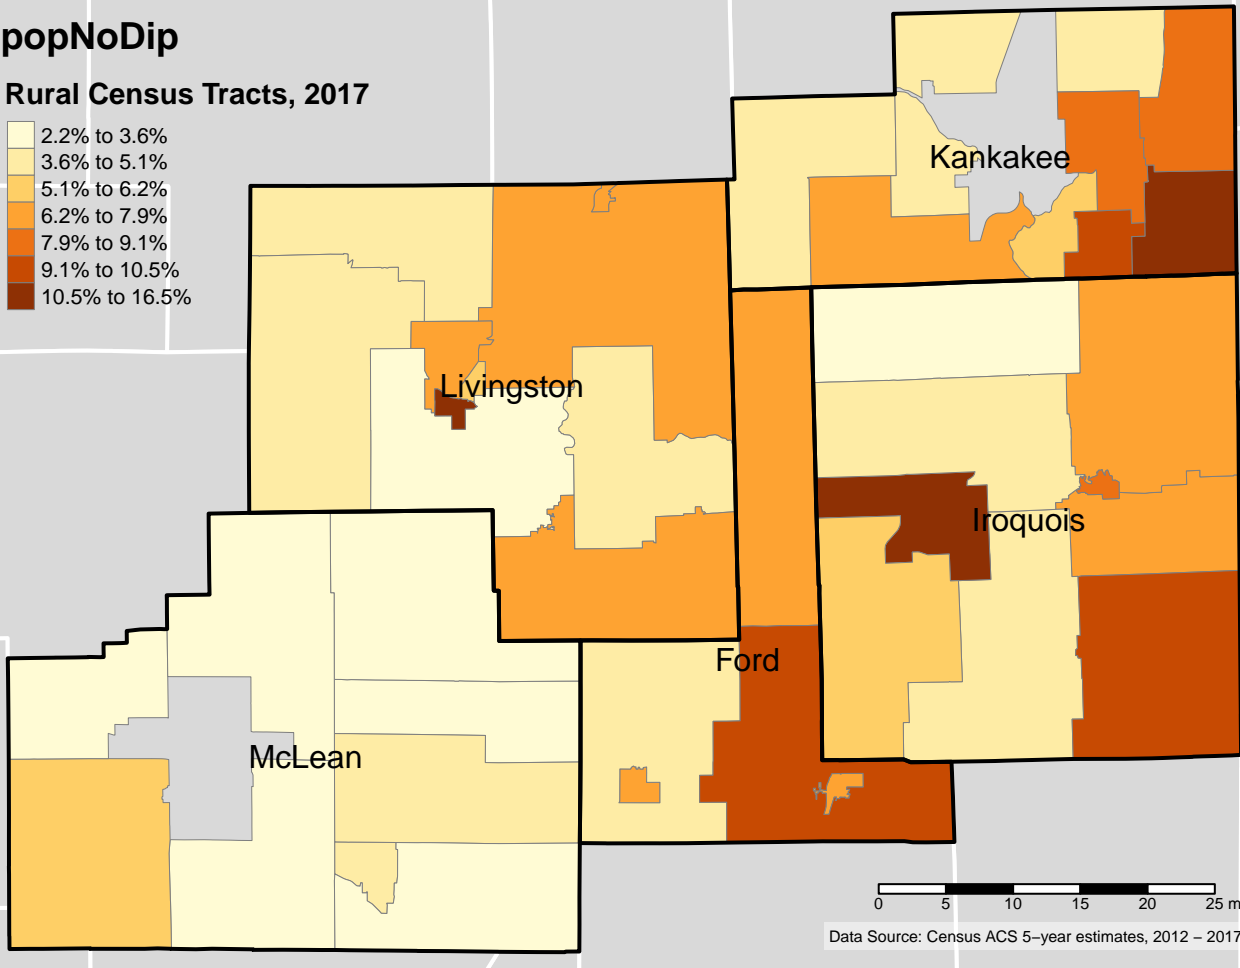 popNoDip
Rural Census Tracts, 2017
2.2% to 3.6%
3.6% to 5.1%
5.1% to 6.2%
6.2% to 7.9%
7.9% to 9.1%
9.1% to 10.5%
10.5% to 16.5%
Kankakee
Livingston
Iroquois
Ford
McLean
0 5 10 15 20 25 m
Data Source: Census ACS 5−year estimates, 2012 − 2017